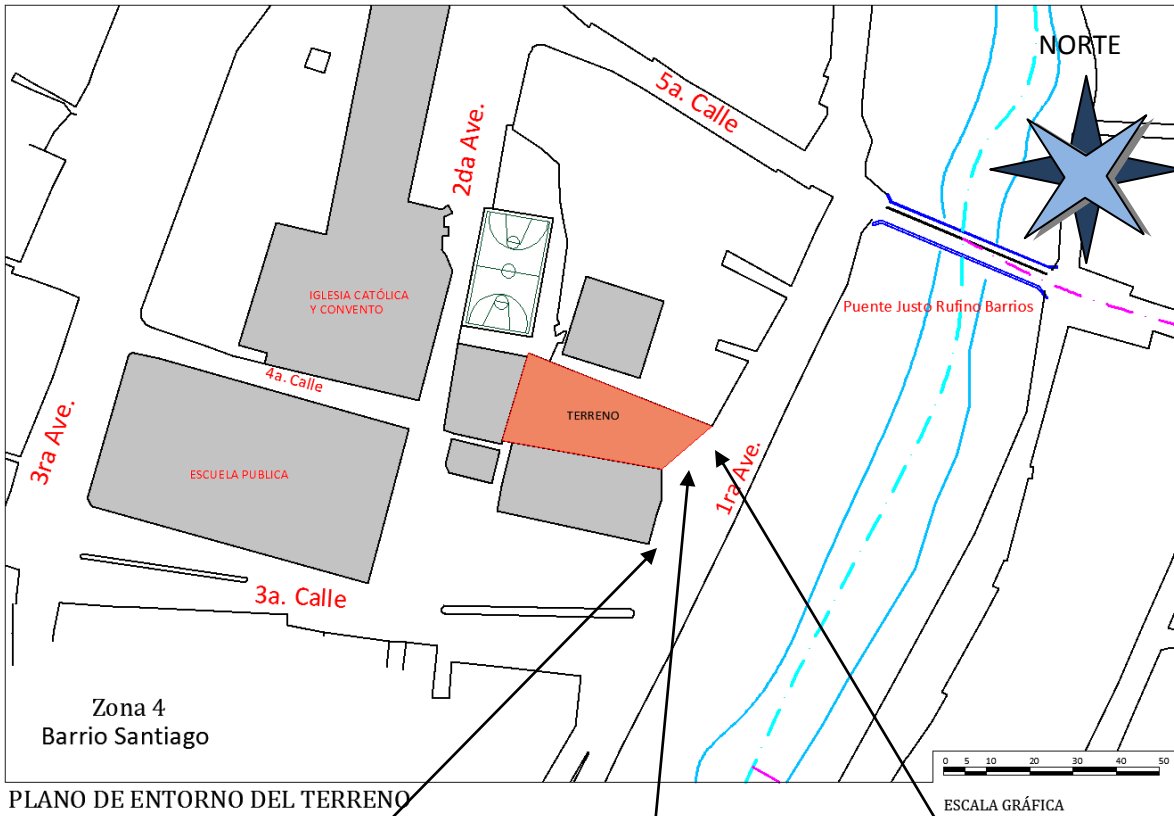 NORTE
5a. Calle
2da Ave.
IGLESIA CATÓLICA
Y CONVENTO
Puente Justo Rufino Barrios
4a. Calle
TERRENO
3ra Ave.
ESCUELA PUBLICA
1ra Ave.
3a. Calle
Zona 4
Barrio Santiago
0 5 10 20 30 40 50
PLANO DE ENTORNO DEL TERRENO
ESCALA GRÁFICA